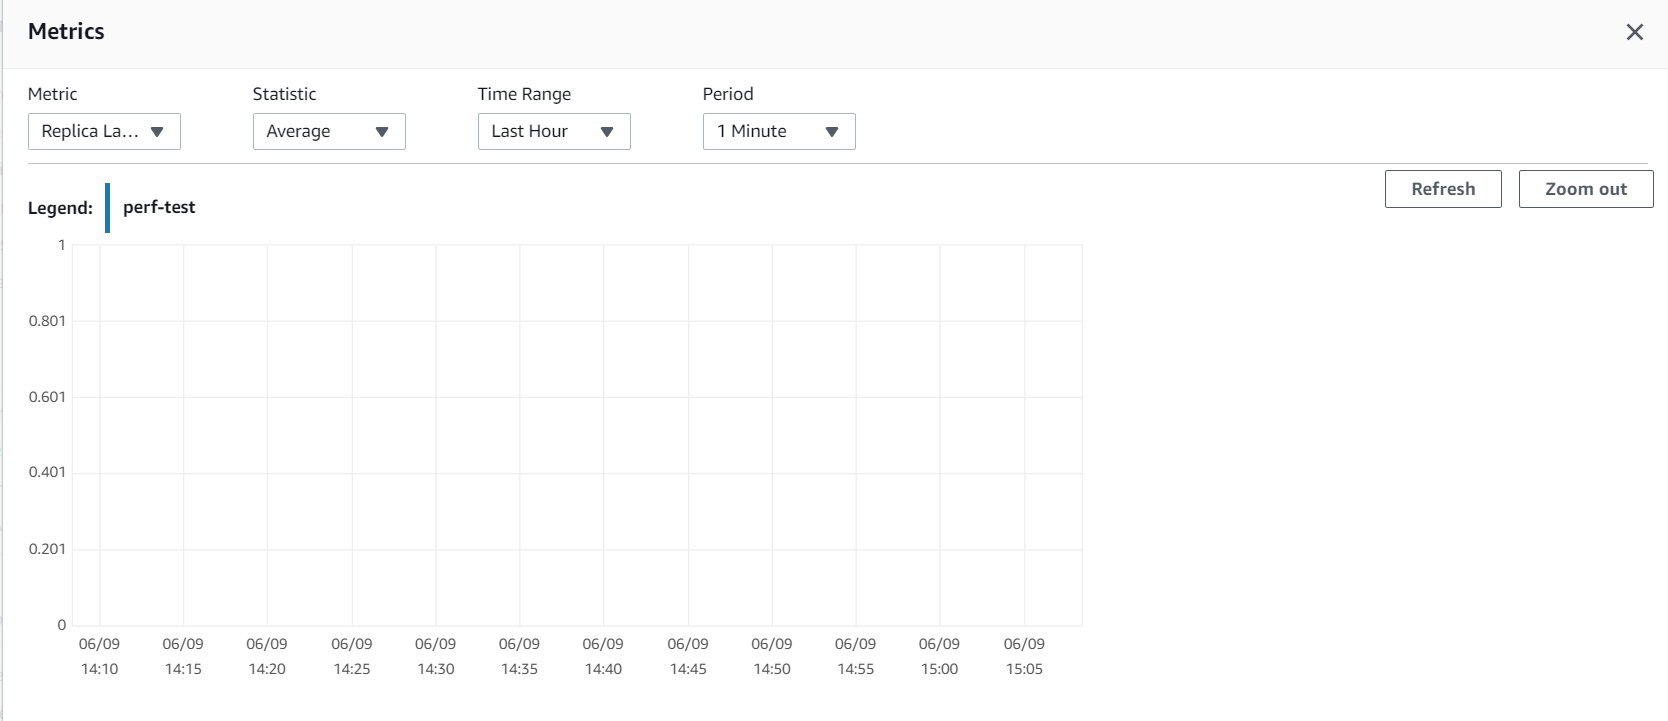 Metrics
Metric Statistic Time Range Period
Replica La... Average Last Hour 1 Minute
Refresh Zoom out
Legend: perf-test
1
0.801
0.601
0.401
0.201
0
06/09 06/09 06/09 06/09 06/09 06/09 06/09 06/09 06/09 06/09 06/09 06/09
14:10 14:15 14:20 14:25 14:30 14:35 14:40 14:45 14:50 14:55 15:00 15:05